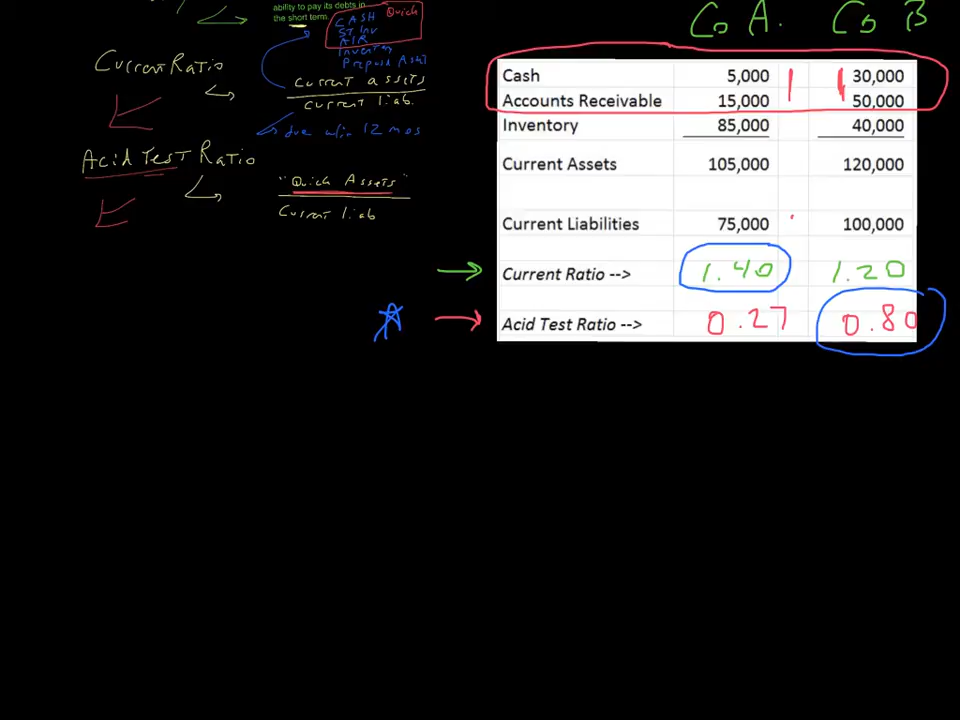 ability to pay its debts in
the short term.
CASH Quick
ST Inv
A/R
Inventory
Prepaid Asst
Co A. Co B
Current Ratio
Current assets
Current liab.
due w/in 12 mos
Acid Test Ratio
"Quick Assets"
Current liab
Cash 5,000 30,000
Accounts Receivable 15,000 50,000
Inventory 85,000 40,000
Current Assets 105,000 120,000
Current Liabilities 75,000 100,000
Current Ratio --> 1.40 1.20
Acid Test Ratio --> 0.27 0.80